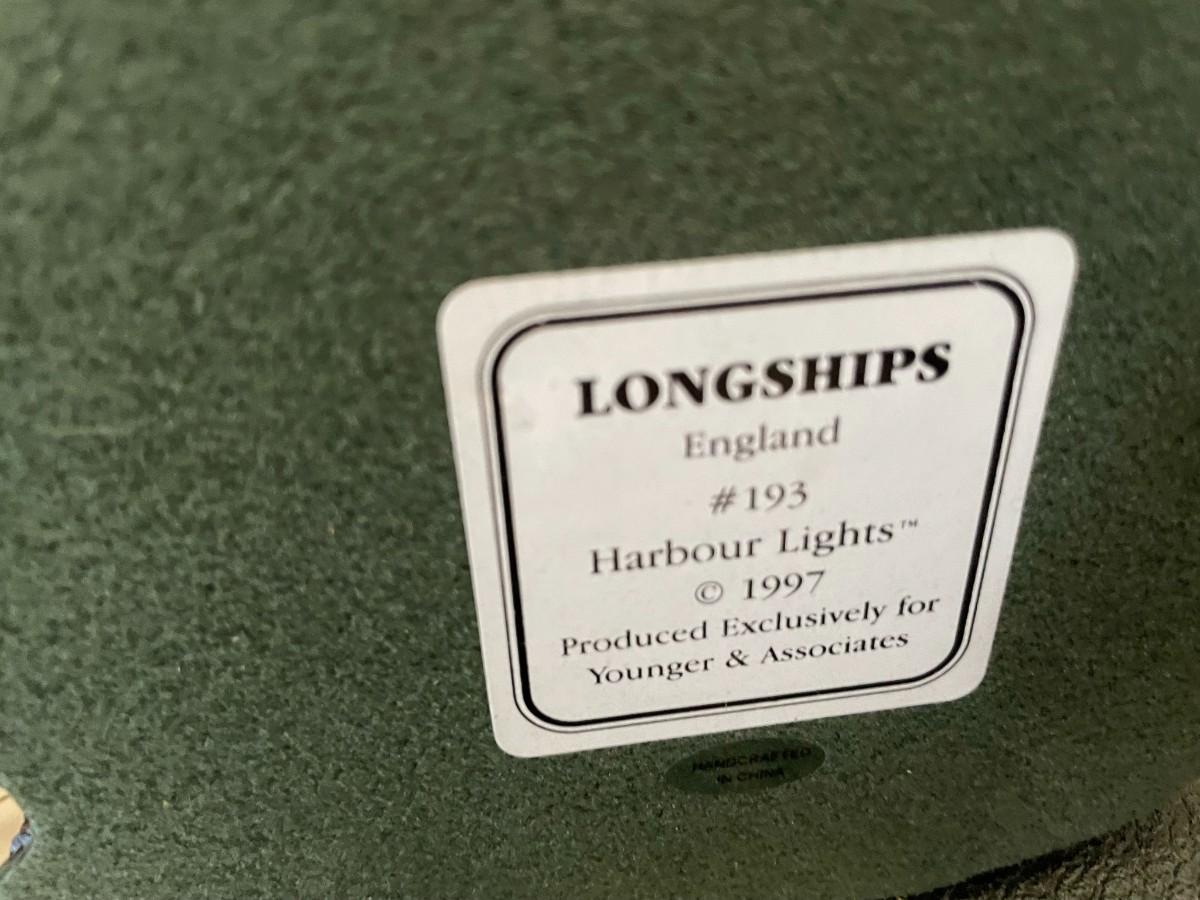 LONGSHIPS
England
#193
Harbour Lights™
© 1997
Produced Exclusively for
Younger & Associates
HANDCRAFTED
IN CHINA